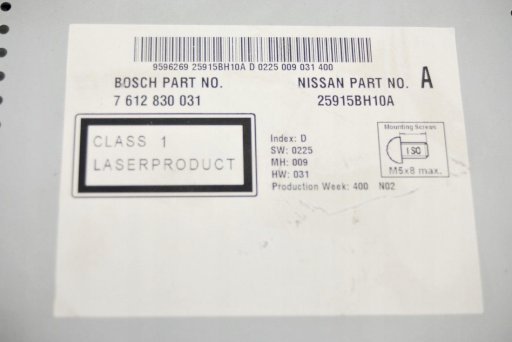 9596269 25915BH10A D 0225 009 031 400
BOSCH PART NO.
7 612 830 031
NISSAN PART NO.
25915BH10A
A
CLASS 1
LASERPRODUCT
Index: D
SW: 0225
MH: 009
HW: 031
Production Week: 400 N02
Mounting Screws
ISO
M5x8 max.